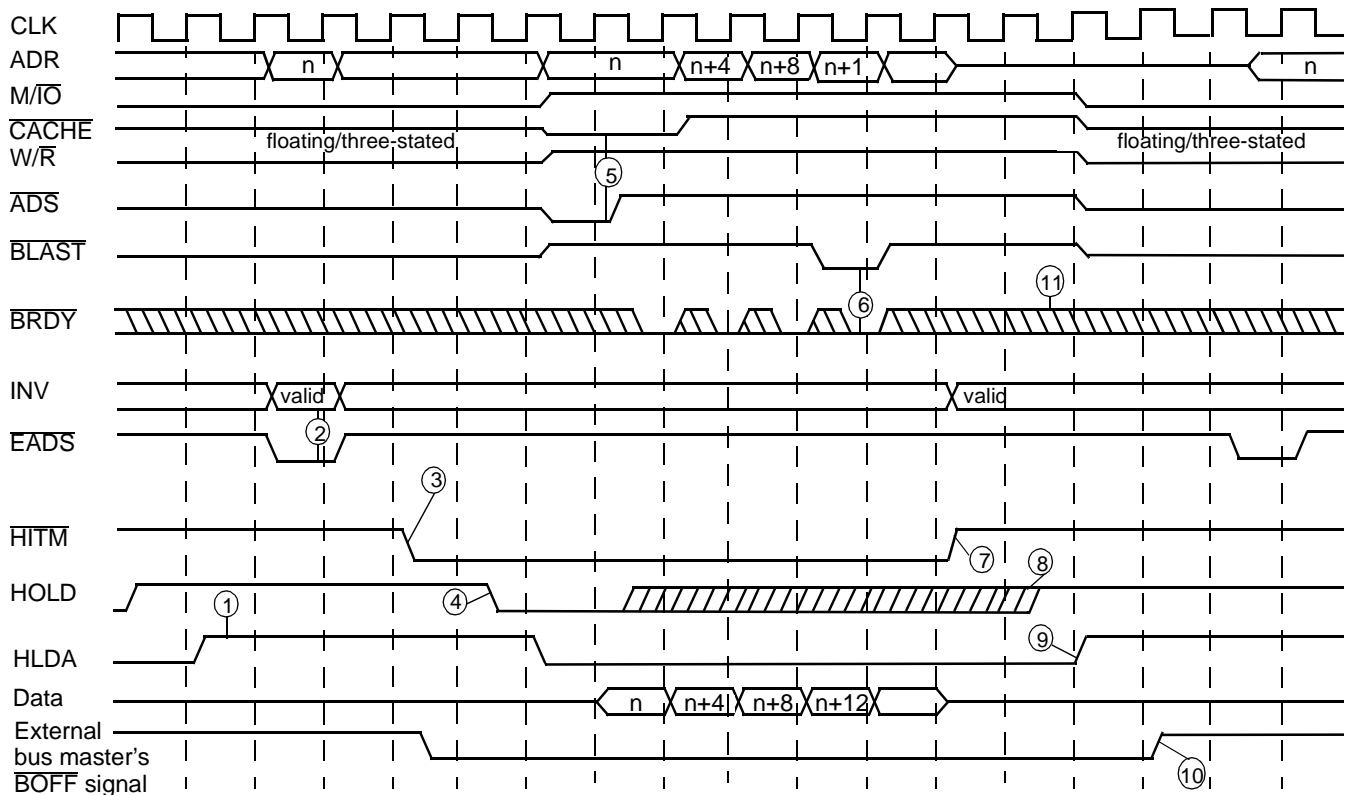 CLK
ADR
n
n
n+4
n+8
n+1
n
M/IO
CACHE
floating/three-stated
floating/three-stated
W/R
5
ADS
BLAST
6
11
BRDY
INV
valid
valid
2
EADS
3
HITM
7
HOLD
8
4
1
HLDA
9
Data
n
n+4
n+8
n+12
External
bus master's
BOFF signal
10